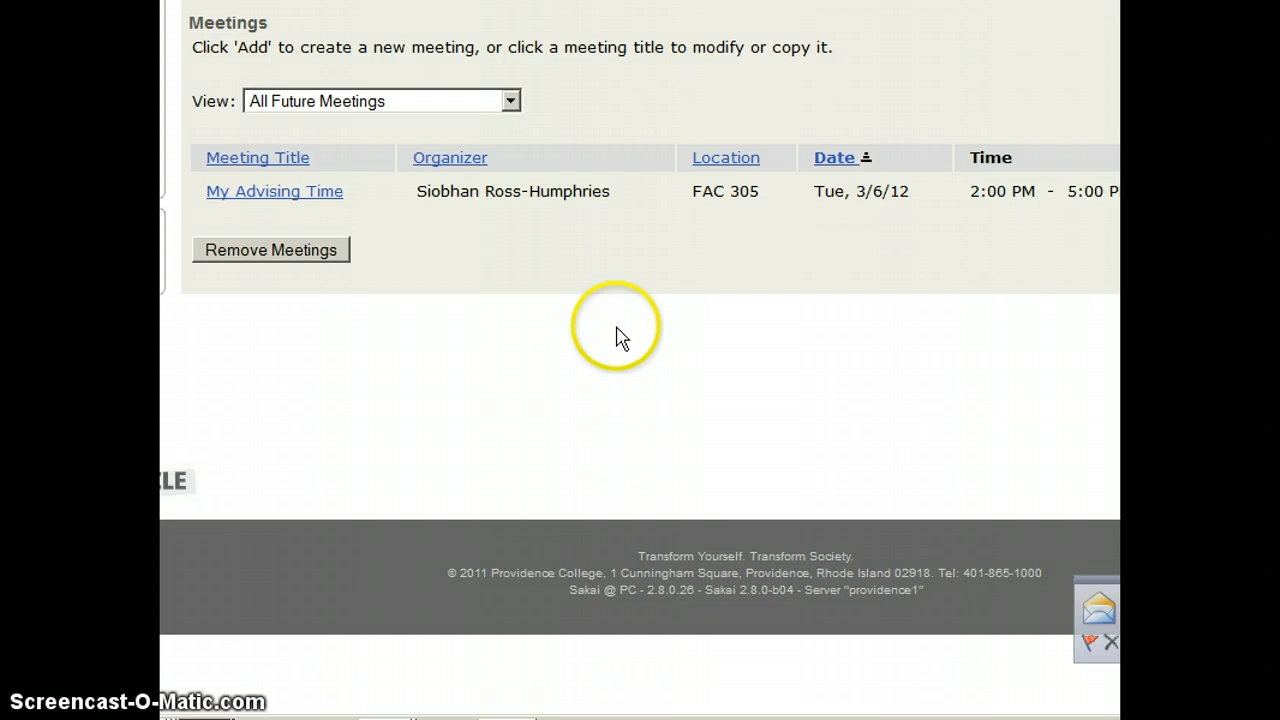 Meetings
Click 'Add' to create a new meeting, or click a meeting title to modify or copy it.
View: All Future Meetings
Meeting Title Organizer Location Date Time
My Advising Time Siobhan Ross-Humphries FAC 305 Tue, 3/6/12 2:00 PM - 5:00 P
Remove Meetings
CLE
Transform Yourself. Transform Society.
© 2011 Providence College, 1 Cunningham Square, Providence, Rhode Island 02918. Tel: 401-865-1000
Sakai @ PC - 2.8.0.26 - Sakai 2.8.0-b04 - Server "providence1"
Screencast-O-Matic.com